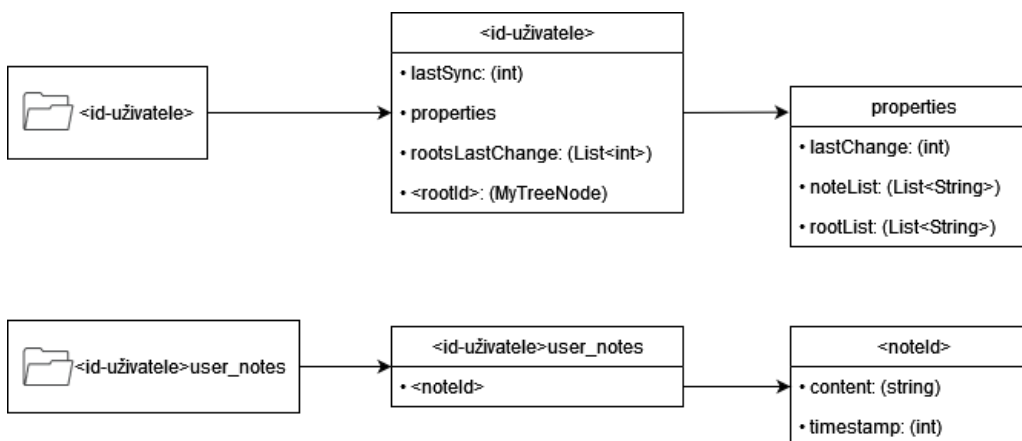 <id-uživatele>
<id-uživatele>
• lastSync: (int)
• properties
• rootsLastChange: (List<int>)
• <rootId>: (MyTreeNode)
properties
• lastChange: (int)
• noteList: (List<String>)
• rootList: (List<String>)
<id-uživatele>user_notes
<id-uživatele>user_notes
• <noteId>
<noteId>
• content: (string)
• timestamp: (int)